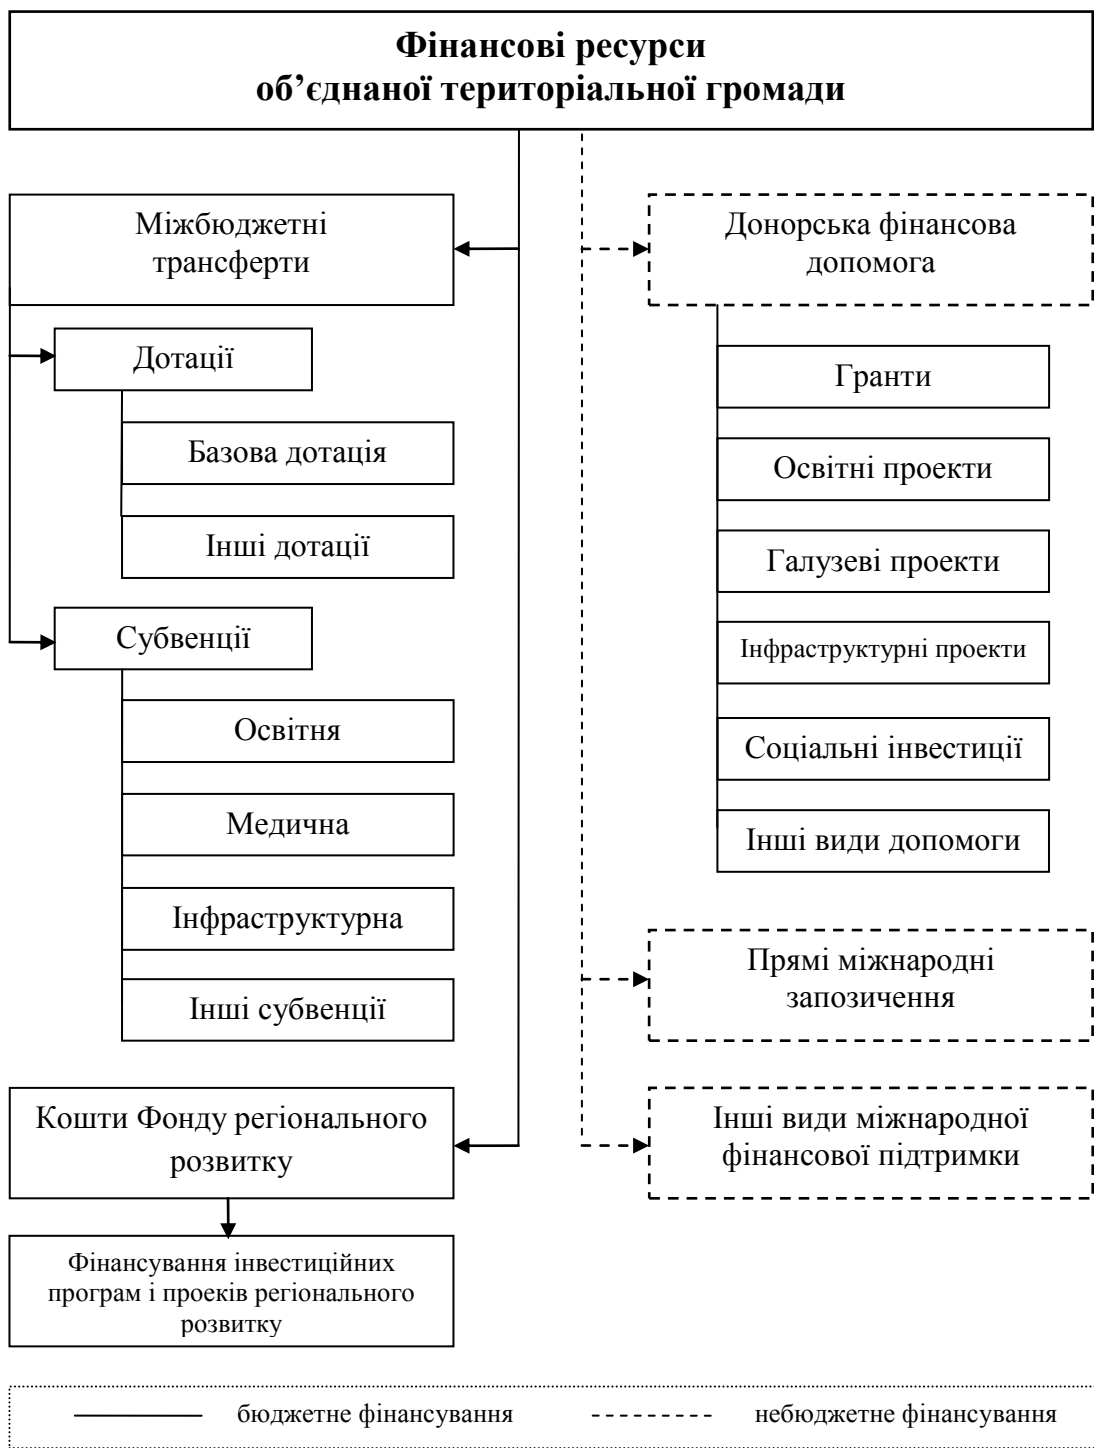 Фінансові ресурси
об’єднаної територіальної громади
Міжбюджетні
трансферти
Дотації
Базова дотація
Інші дотації
Субвенції
Освітня
Медична
Інфраструктурна
Інші субвенції
Кошти Фонду регіонального
розвитку
Фінансування інвестиційних
програм і проеків регіонального
розвитку
Донорська фінансова
допомога
Гранти
Освітні проекти
Галузеві проекти
Інфраструктурні проекти
Соціальні інвестиції
Інші види допомоги
Прямі міжнародні
запозичення
Інші види міжнародної
фінансової підтримки
бюджетне фінансування
небюджетне фінансування